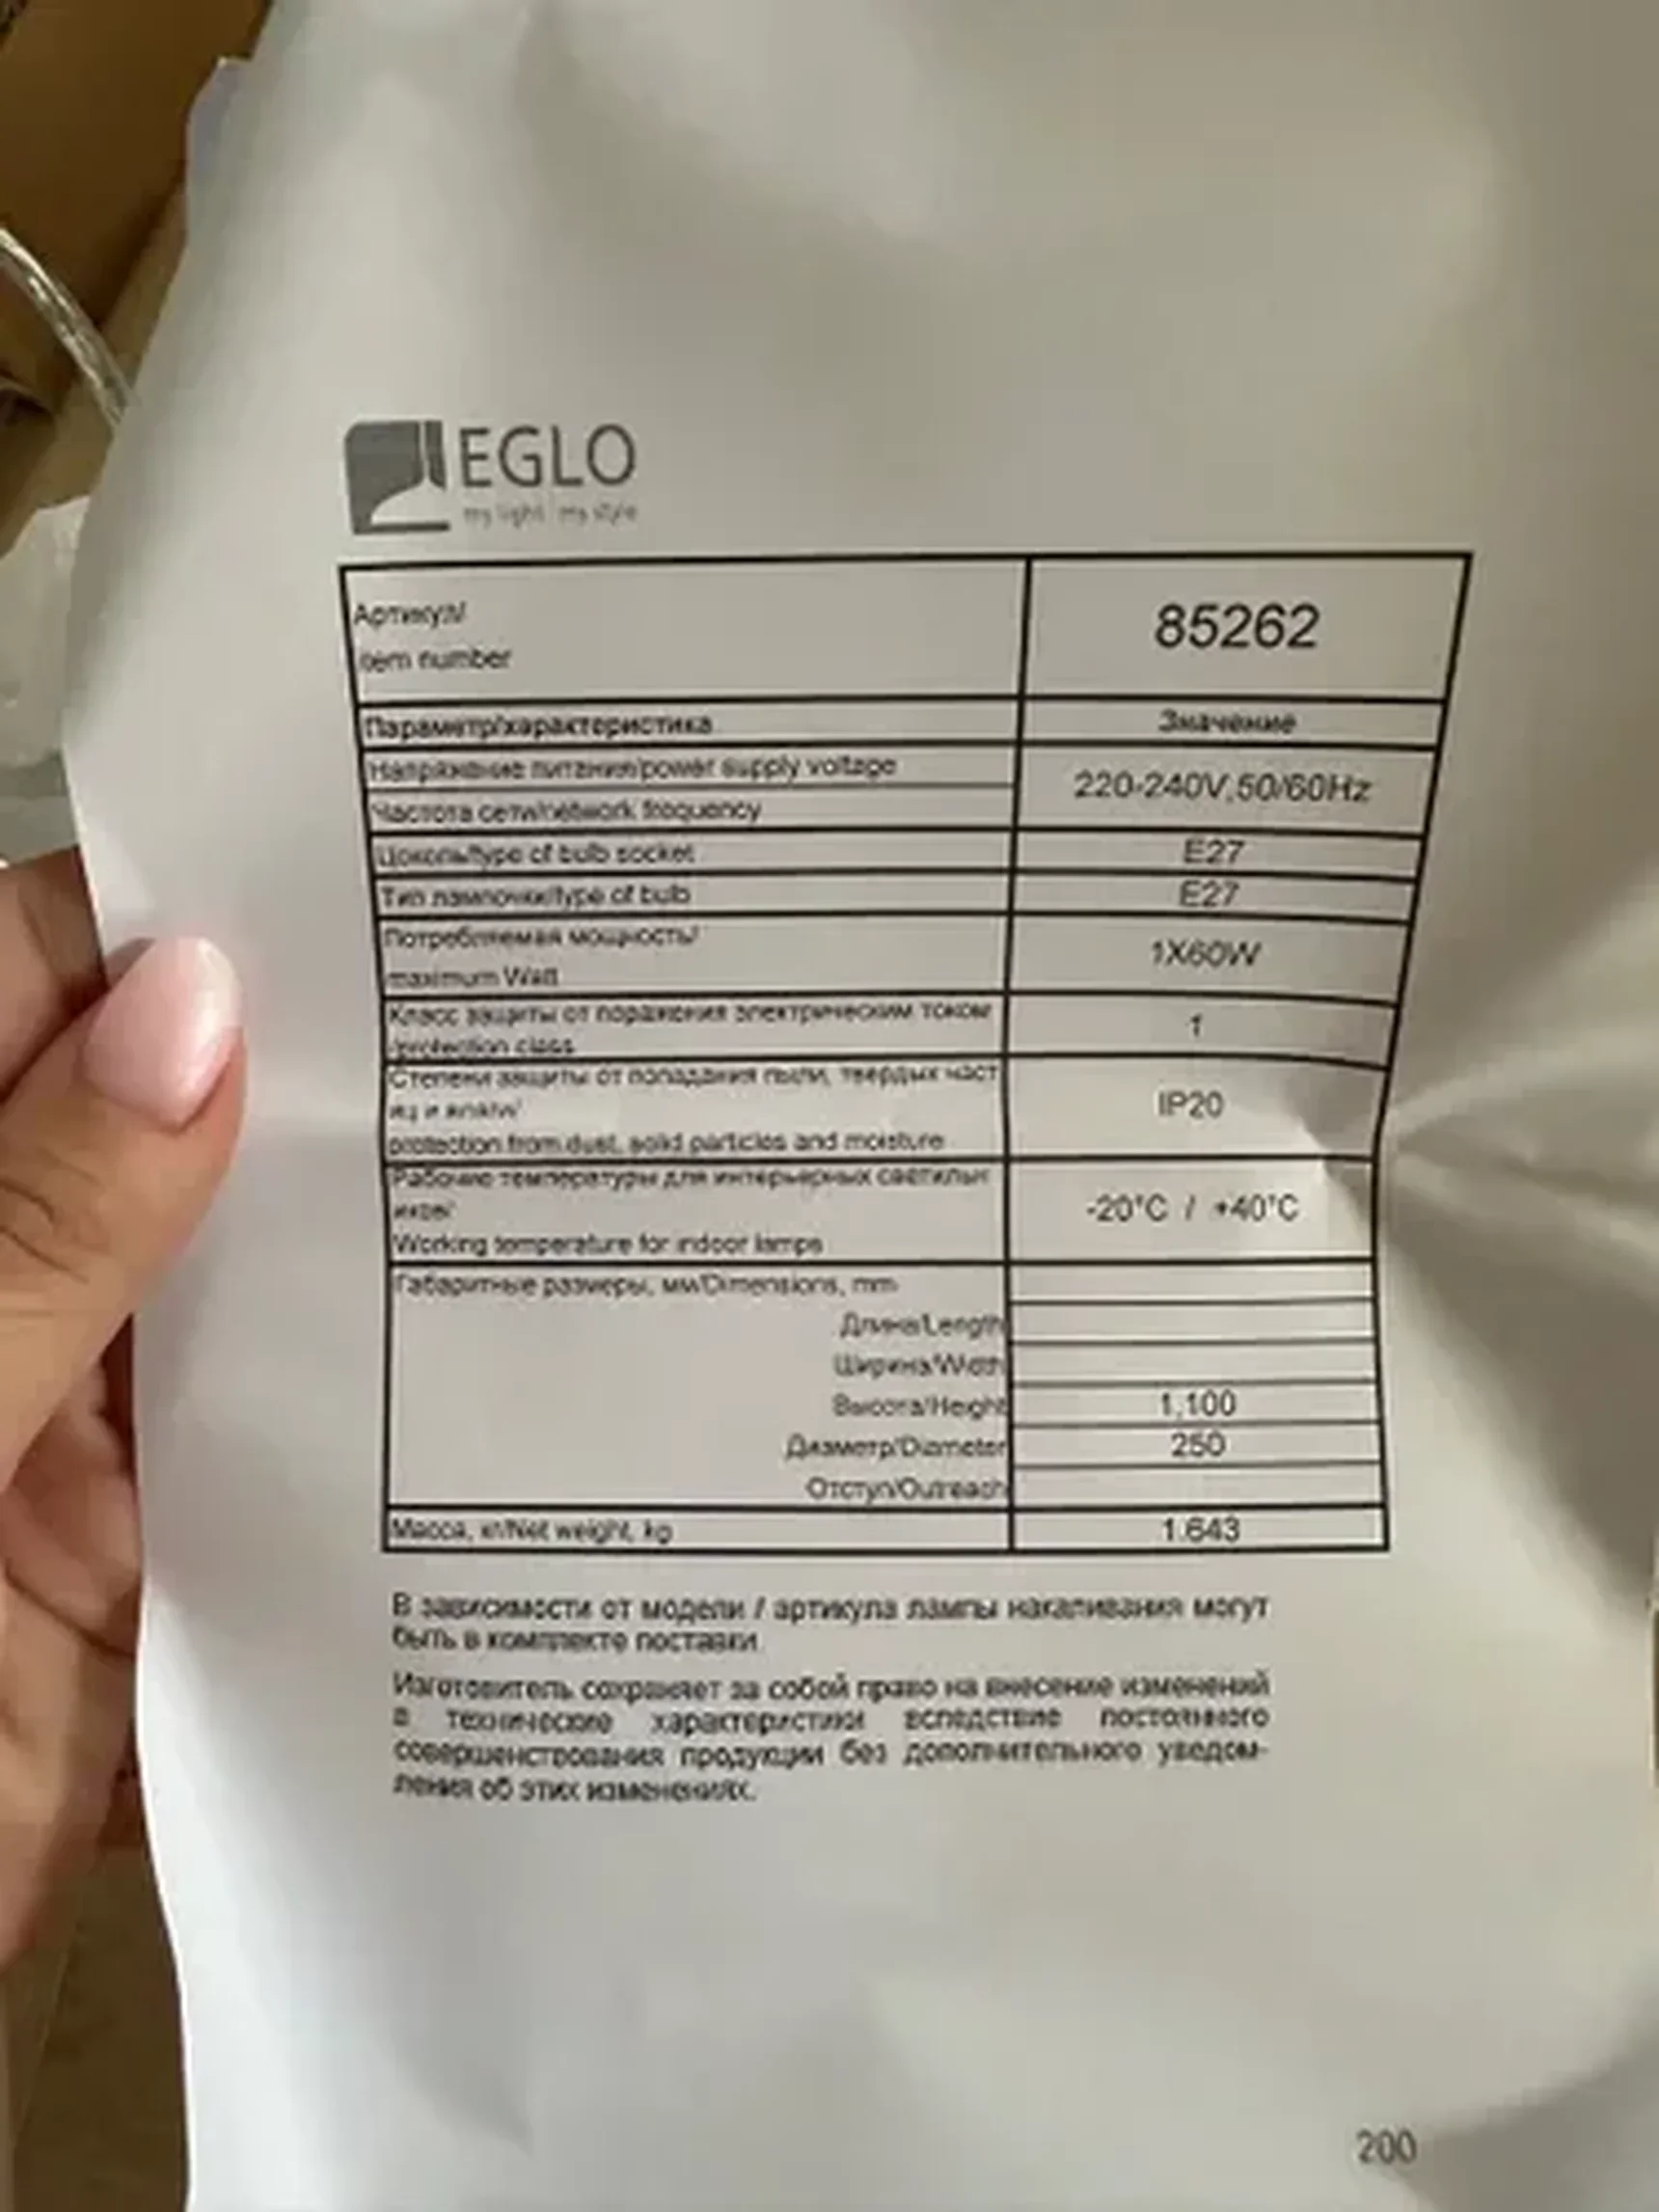 EGLO
my light | my style
Артикул/
item number
85262
Параметр/характеристика
Значение
Напряжение питания/power supply voltage
Частота сети/network frequency
220-240V,50/60Hz
Цоколь/type of bulb socket
E27
Тип лампочки/type of bulb
E27
Потребляемая мощность/
maximum Watt
1X60W
Класс защиты от поражения электрическим током
/protection class
1
Степени защиты от попадания пыли, твердых част
иц и влаги/
protection from dust, solid particles and moisture
IP20
Рабочие температуры для интерьерных светильн
иков/
Working temperature for indoor lamps
-20°C / +40°C
Габаритные размеры, мм/Dimensions, mm
Длина/Length
Ширина/Width
Высота/Height
1,100
Диаметр/Diameter
250
Отступ/Outreach
Масса, кг/Net weight, kg
1.643
В зависимости от модели / артикула лампы накаливания могут
быть в комплекте поставки
Изготовитель сохраняет за собой право на внесение изменений
в технические характеристики вследствие постоянного
совершенствования продукции без дополнительного уведом-
ления об этих изменениях.
200